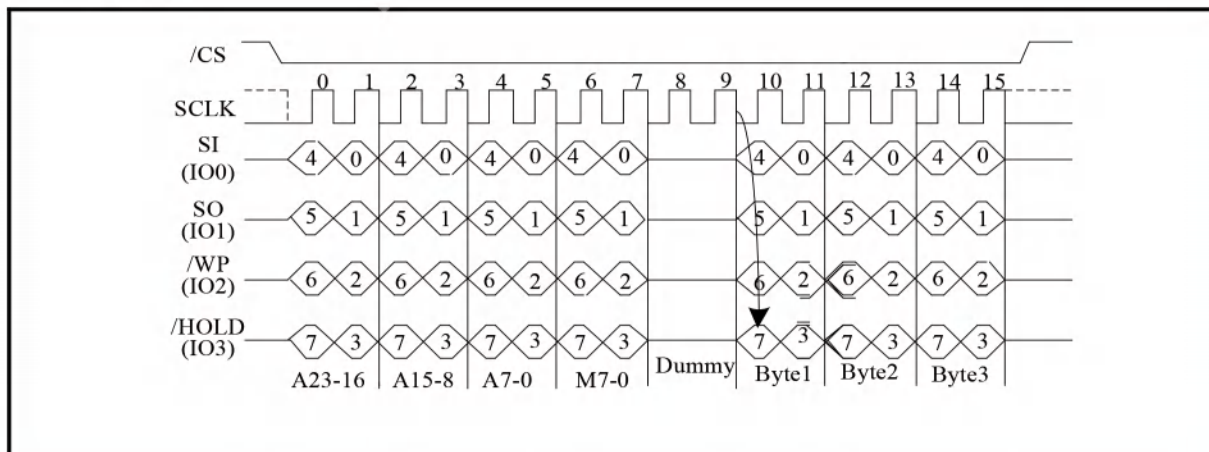 /CS
0 1 2 3 4 5 6 7 8 9 10 11 12 13 14 15
SCLK
SI
(IO0)
4 0 4 0 4 0 4 0 4 0 4 0 4 0
SO
(IO1)
5 1 5 1 5 1 5 1 5 1 5 1 5 1
/WP
(IO2)
6 2 6 2 6 2 6 2 6 2 6 2 6 2
/HOLD
(IO3)
7 3 7 3 7 3 7 3 7 3 7 3 7 3
A23-16 A15-8 A7-0 M7-0 Dummy Byte1 Byte2 Byte3